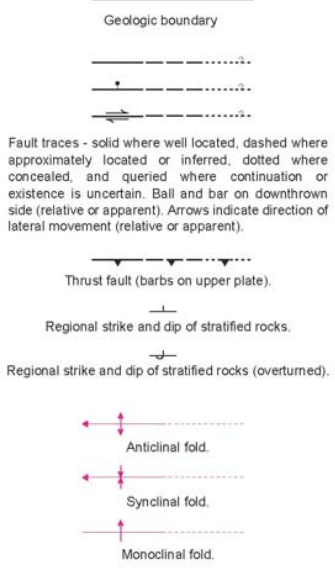 Geologic boundary
?
?
?
Fault traces - solid where well located, dashed where
approximately located or inferred, dotted where
concealed, and queried where continuation or
existence is uncertain. Ball and bar on downthrown
side (relative or apparent). Arrows indicate direction of
lateral movement (relative or apparent).
Thrust fault (barbs on upper plate).
Regional strike and dip of stratified rocks.
Regional strike and dip of stratified rocks (overturned).
Anticlinal fold.
Synclinal fold.
Monoclinal fold.